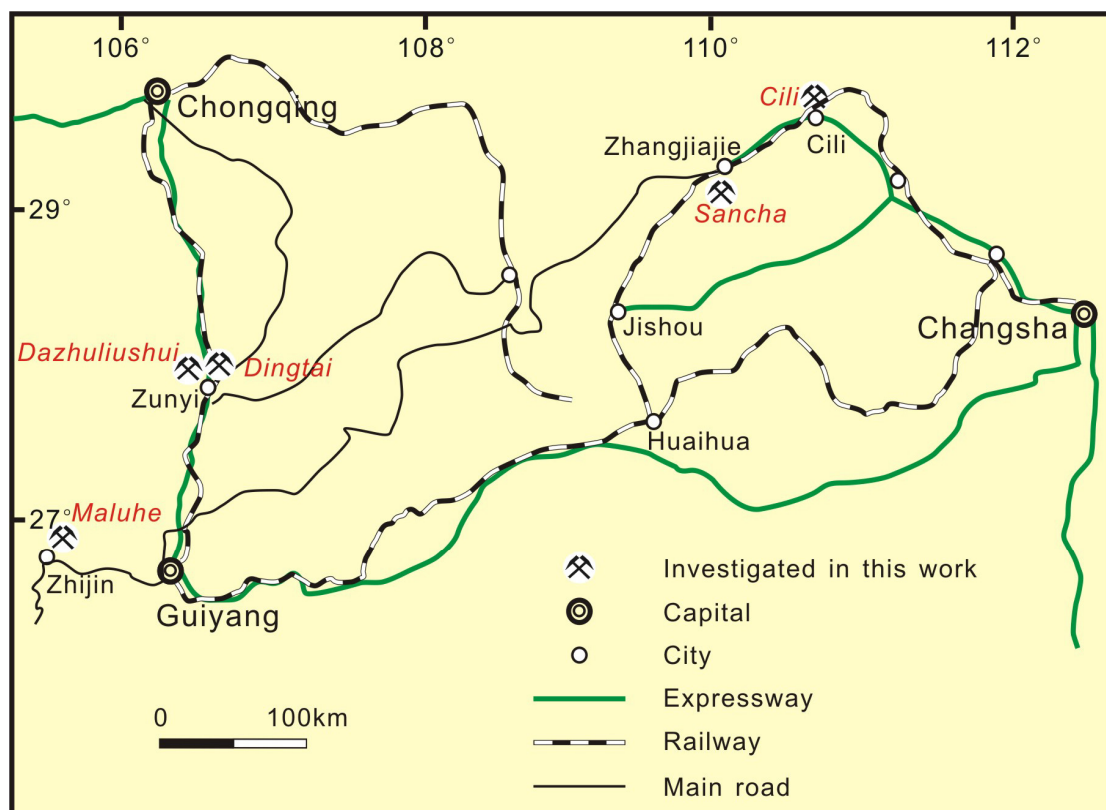 106°
108°
110°
112°
Chongqing
Cili
Cili
Zhangjiajie
29°
Sancha
Jishou
Changsha
Dazhuliushui
Dingtai
Zunyi
Huaihua
27°
Maluhe
Zhijin
Guiyang
Investigated in this work
Capital
City
Expressway
Railway
Main road
0 100km